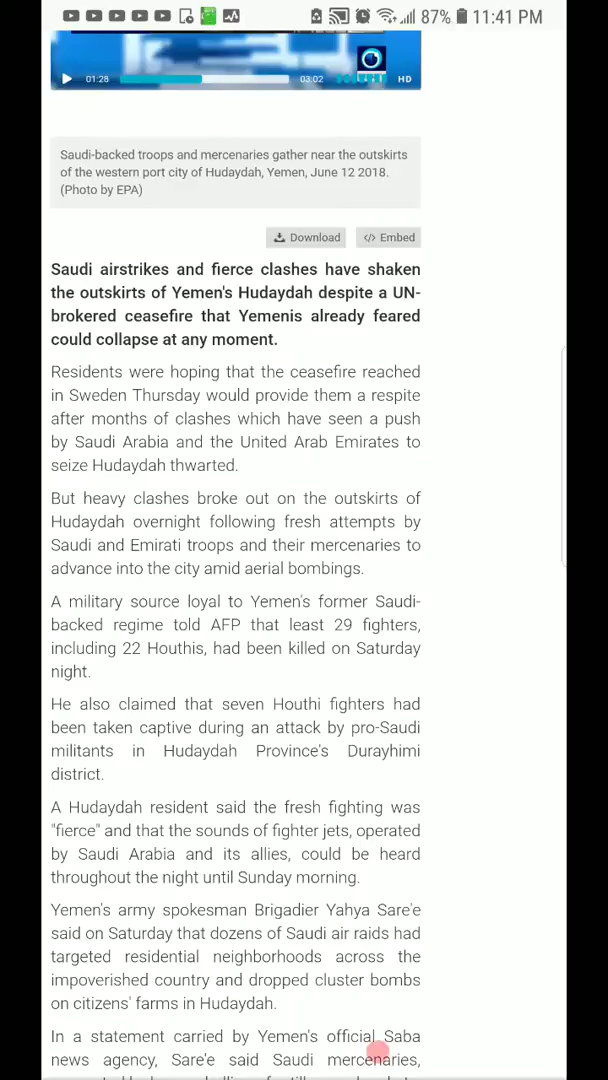 87% 11:41 PM
01:28 03:02 HD
Saudi-backed troops and mercenaries gather near the outskirts
of the western port city of Hudaydah, Yemen, June 12 2018.
(Photo by EPA)
Download </> Embed
Saudi airstrikes and fierce clashes have shaken
the outskirts of Yemen's Hudaydah despite a UN-
brokered ceasefire that Yemenis already feared
could collapse at any moment.
Residents were hoping that the ceasefire reached
in Sweden Thursday would provide them a respite
after months of clashes which have seen a push
by Saudi Arabia and the United Arab Emirates to
seize Hudaydah thwarted.
But heavy clashes broke out on the outskirts of
Hudaydah overnight following fresh attempts by
Saudi and Emirati troops and their mercenaries to
advance into the city amid aerial bombings.
A military source loyal to Yemen's former Saudi-
backed regime told AFP that least 29 fighters,
including 22 Houthis, had been killed on Saturday
night.
He also claimed that seven Houthi fighters had
been taken captive during an attack by pro-Saudi
militants in Hudaydah Province's Durayhimi
district.
A Hudaydah resident said the fresh fighting was
"fierce" and that the sounds of fighter jets, operated
by Saudi Arabia and its allies, could be heard
throughout the night until Sunday morning.
Yemen's army spokesman Brigadier Yahya Sare'e
said on Saturday that dozens of Saudi air raids had
targeted residential neighborhoods across the
impoverished country and dropped cluster bombs
on citizens' farms in Hudaydah.
In a statement carried by Yemen's official Saba
news agency, Sare'e said Saudi mercenaries,